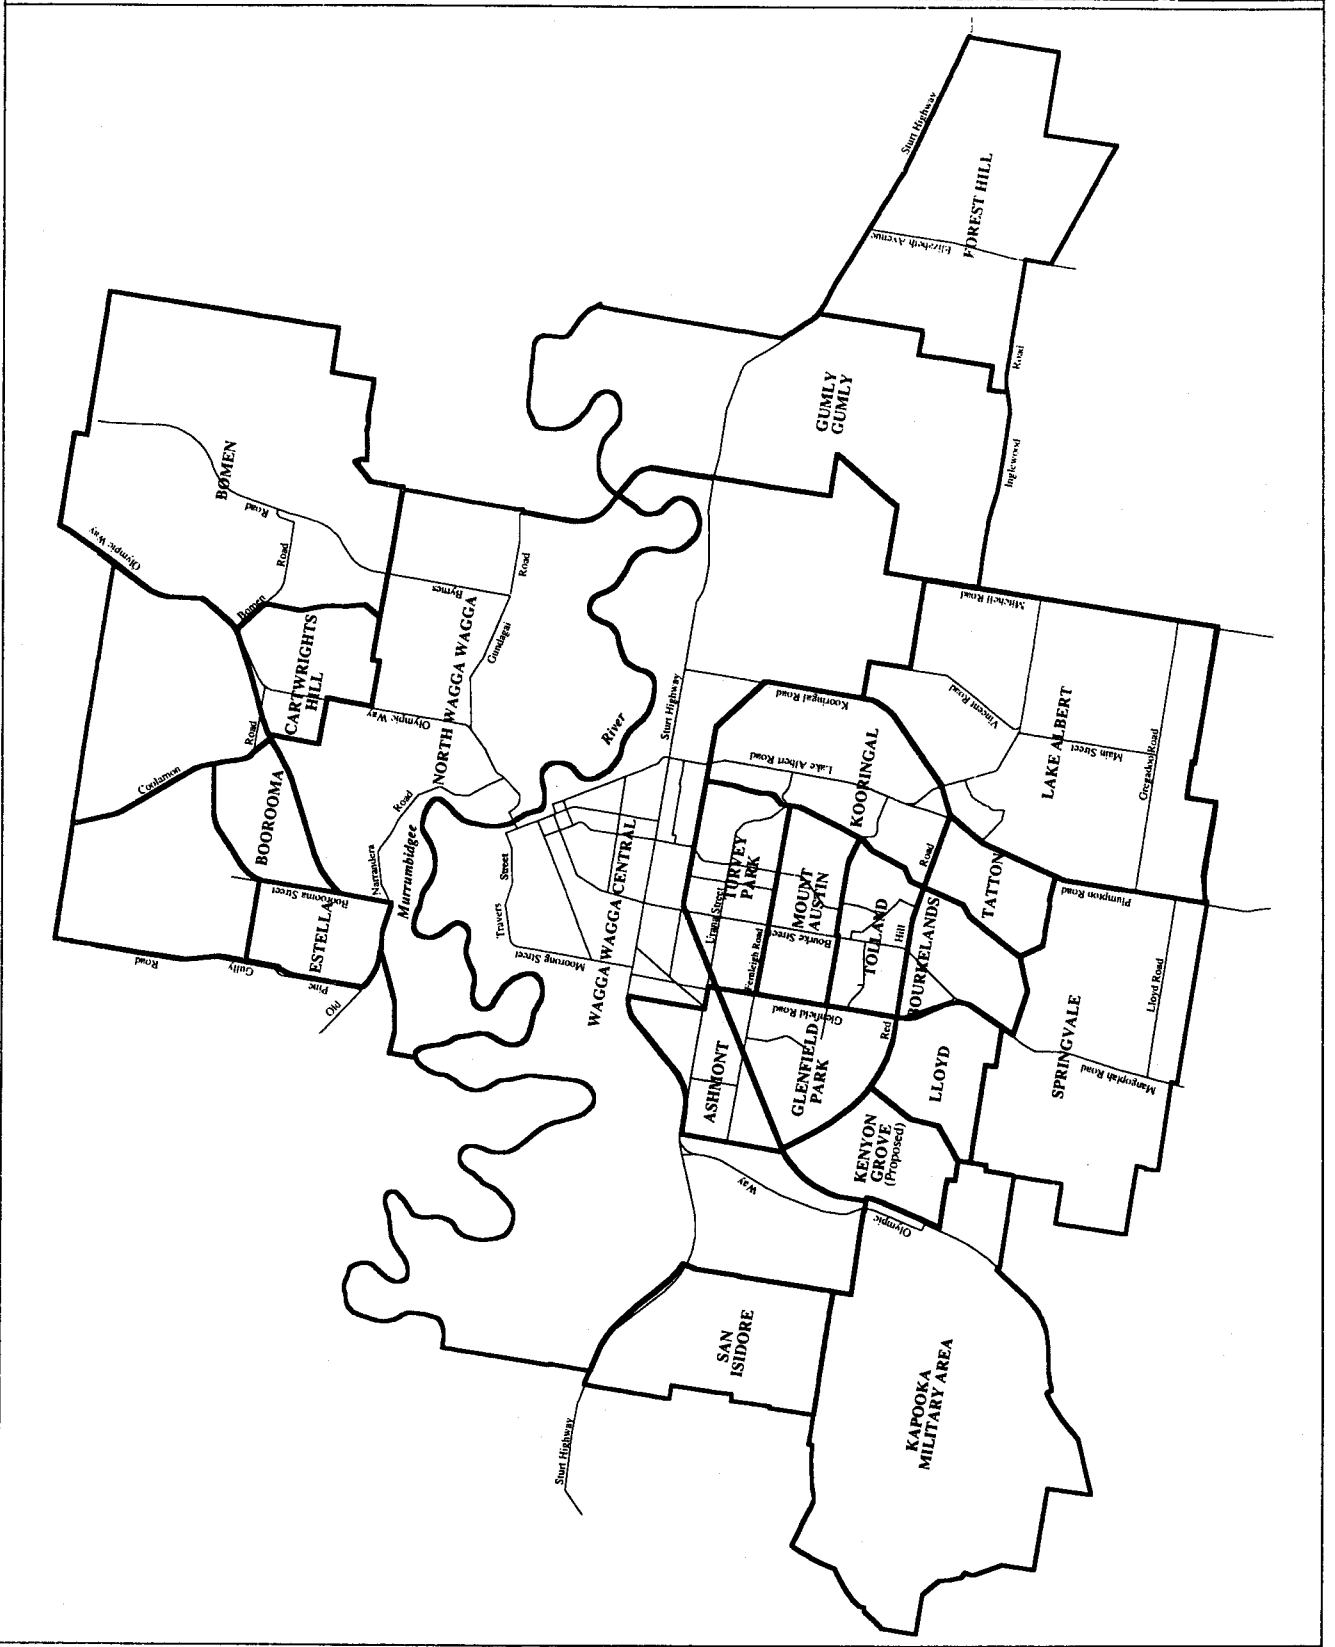 Sturt Highway
FOREST HILL
Elizabeth Avenue
Road
Inglewood
GUMLY
GUMLY
BOMEN
Olympic Way
Road
Road
Bomen
Byrnes
Road
Gundagai
CARTWRIGHTS
HILL
NORTH WAGGA WAGGA
Olympic Way
Road
Coolamon
BOOROOMA
Boorooma Street
ESTELLA
Road
Gully
Pine
Old
Road
Narrandera
Murrumbidgee
River
Sturt Highway
Mitchell Road
Kooringal Road
Vincent Road
Main Street
LAKE ALBERT
Gregadoo Road
Lake Albert Road
KOORINGAL
Street
Travers
Moorong Street
WAGGA WAGGA CENTRAL
TURVEY
PARK
Urana Street
MOUNT
AUSTIN
Fernleigh Road
Bourke Street
TOLLAND
Road
Hill
Red
TATTON
Plumpton Road
BOURKELANDS
Glenfield Road
GLENFIELD
PARK
ASHMONT
LLOYD
SPRINGVALE
Lloyd Road
Mangoplah Road
KENYON
GROVE
(Proposed)
Way
Olympic
SAN
ISIDORE
KAPOOKA
MILITARY AREA
Sturt Highway